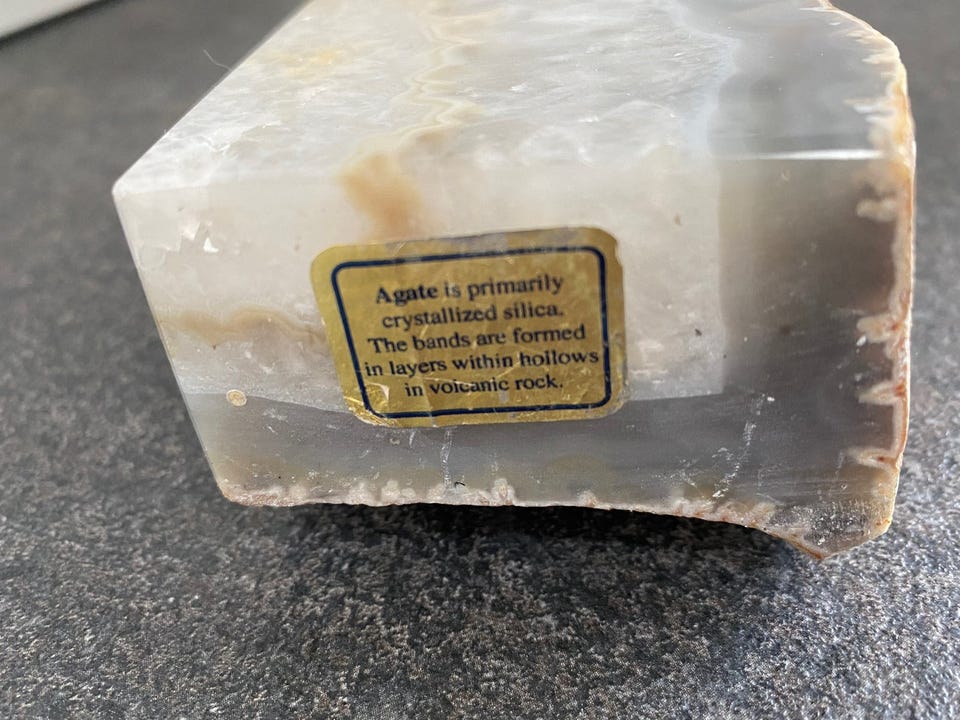 Agate is primarily
crystallized silica.
The bands are formed
in layers within hollows
in volcanic rock.